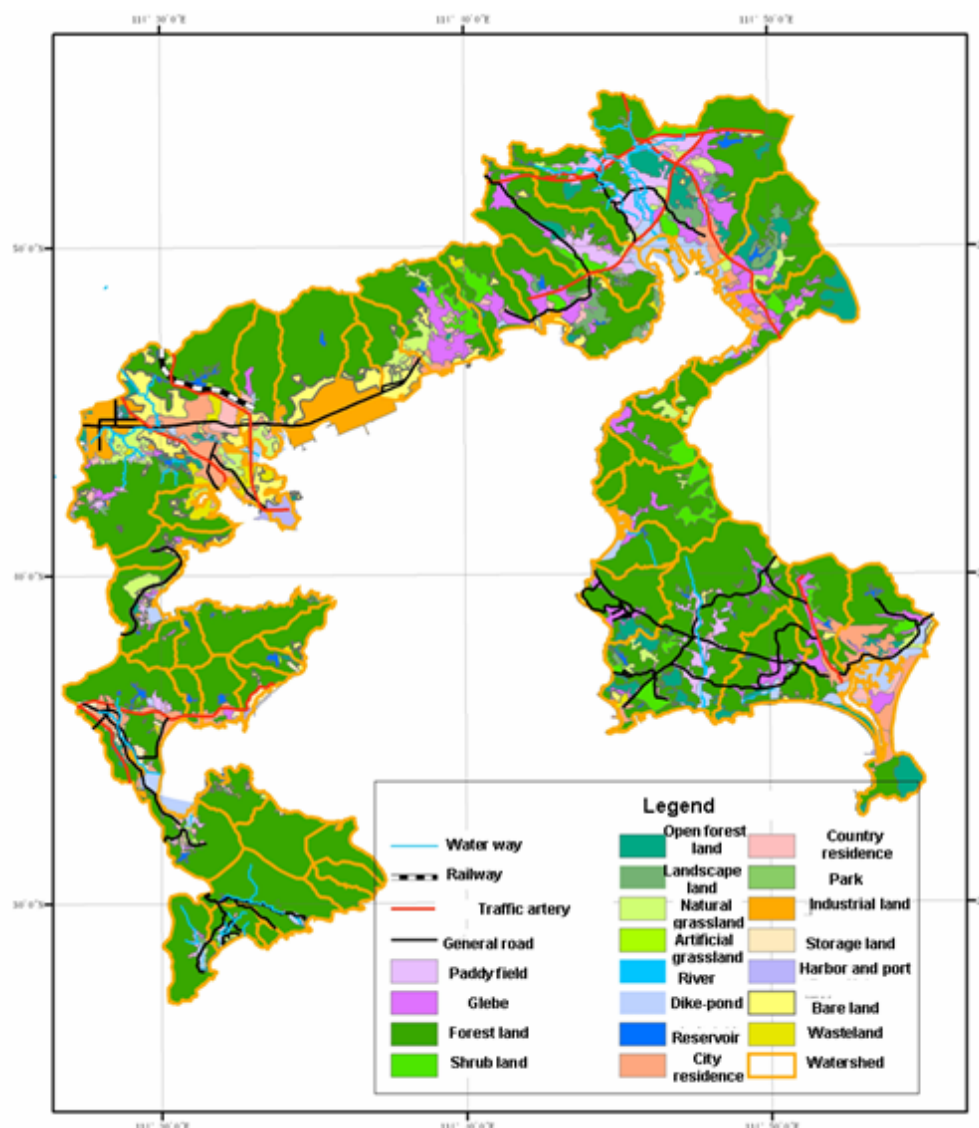 Legend
Water way
Railway
Traffic artery
General road
Paddy field
Glebe
Forest land
Shrub land
Open forest
land
Landscape
land
Natural
grassland
Artificial
grassland
River
Dike-pond
Reservoir
City
residence
Country
residence
Park
Industrial land
Storage land
Harbor and port
Bare land
Wasteland
Watershed